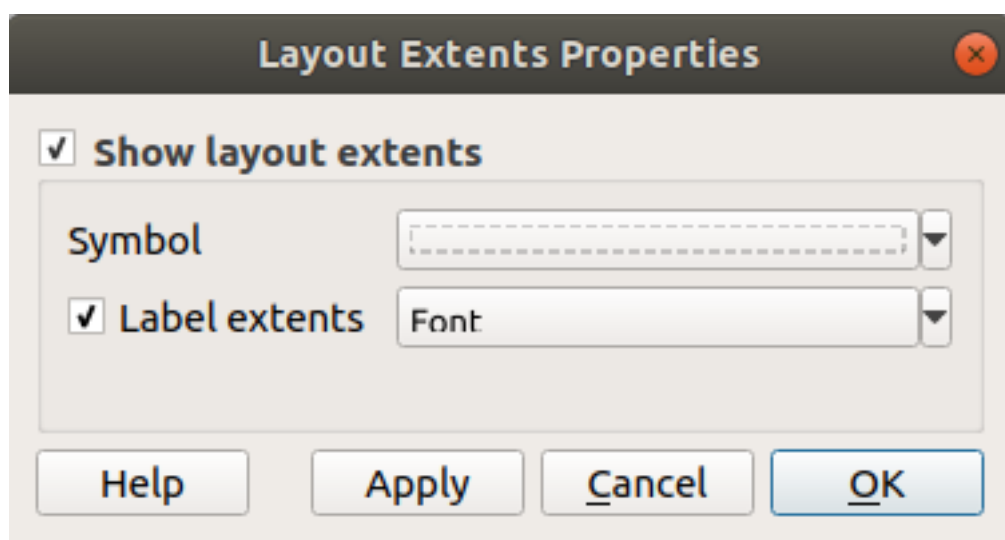 Layout Extents Properties
Show layout extents
Symbol
Label extents Font
Help Apply Cancel OK